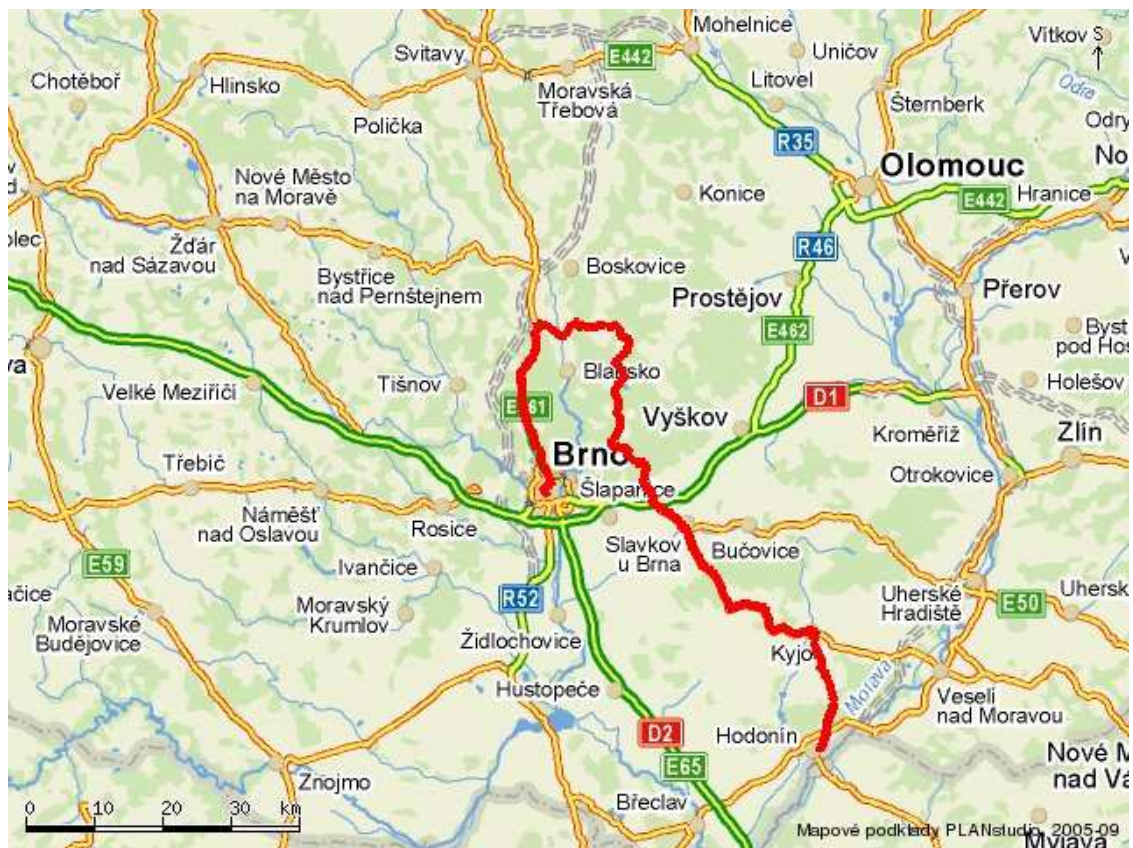 Mohelnice
Vítkov
S
Svitavy
E442
Uničov
Chotěboř
Hlinsko
Moravská
Třebová
Litovel
Odra
Šternberk
Polička
Odry
R35
Olomouc
No
Nové Město
na Moravě
Konice
E442
Hranice
olec
Žďár
nad Sázavou
R46
Boskovice
Bystřice
nad Pernštejnem
Prostějov
Přerov
E462
Byst
pod Hos
Velké Meziříčí
Tišnov
Blansko
Holešov
D1
Vyškov
Kroměříž
Zlín
Brno
Třebíč
Šlapanice
Otrokovice
Náměšť
nad Oslavou
Rosice
Slavkov
u Brna
Bučovice
E59
Ivančice
Uherské
Hradiště
Uhersk
E50
ačice
R52
Moravský
Krumlov
Moravské
Budějovice
Židlochovice
Kyjov
Morava
Hustopeče
Veselí
nad Moravou
D2
Hodonín
E65
Nové M
nad Vá
Znojmo
0 10 20 30 km
Břeclav
Mapové podklady PLANstudio, 2005-09
Myjava